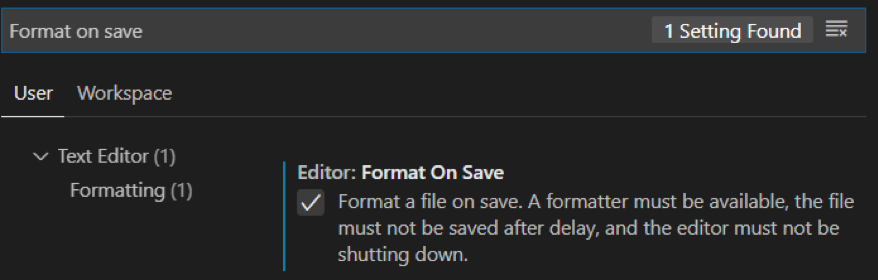 Format on save
1 Setting Found
User Workspace
Text Editor (1)
Formatting (1)
Editor: Format On Save
Format a file on save. A formatter must be available, the file
must not be saved after delay, and the editor must not be
shutting down.